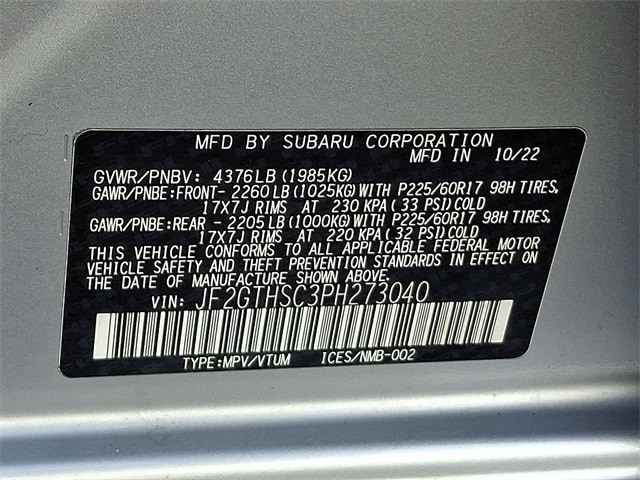 MFD BY SUBARU CORPORATION
MFD IN 10/22
GVWR/PNBV: 4376LB (1985KG)
GAWR/PNBE:FRONT- 2260 LB (1025KG) WITH P225/60R17 98H TIRES,
17X7J RIMS AT 230 KPA (33 PSI) COLD
GAWR/PNBE:REAR - 2205 LB (1000KG) WITH P225/60R17 98H TIRES,
17X7J RIMS AT 220 KPA (32 PSI) COLD
THIS VEHICLE CONFORMS TO ALL APPLICABLE FEDERAL MOTOR
VEHICLE SAFETY AND THEFT PREVENTION STANDARDS IN EFFECT ON
THE DATE OF MANUFACTURE SHOWN ABOVE.
VIN: JF2GTHSC3PH273040
TYPE:MPV/VTUM ICES/NMB-002